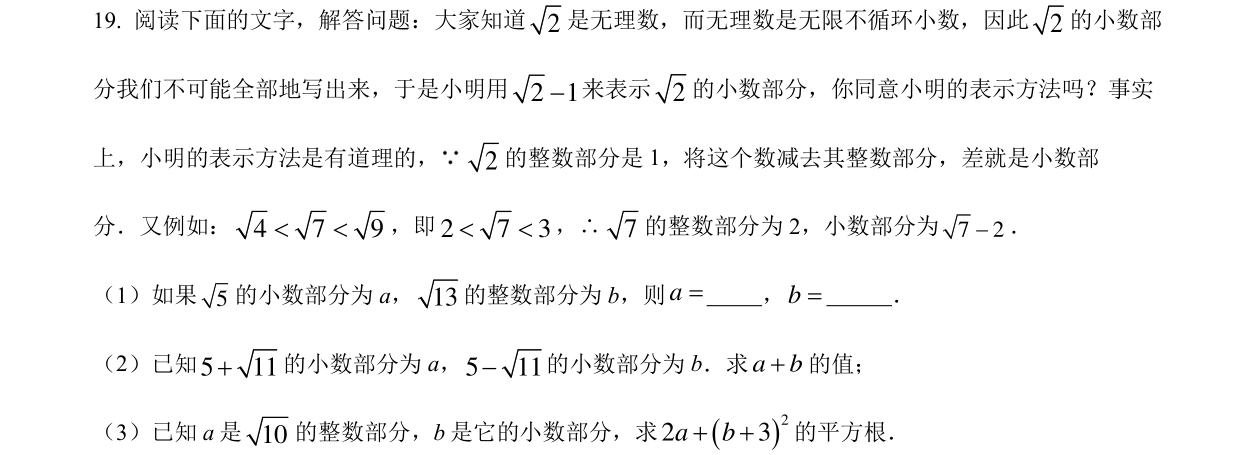 19. 阅读下面的文字，解答问题：大家知道√2是无理数，而无理数是无限不循环小数，因此√2的小数部
分我们不可能全部地写出来，于是小明用√2−1来表示√2的小数部分，你同意小明的表示方法吗？事实
上，小明的表示方法是有道理的，∵√2的整数部分是1，将这个数减去其整数部分，差就是小数部
分．又例如：√4<√7<√9，即2<√7<3，∴√7的整数部分为2，小数部分为√7−2．
（1）如果√5的小数部分为a，√13的整数部分为b，则a=_____，b=______．
（2）已知5+√11的小数部分为a，5−√11的小数部分为b．求a+b的值；
（3）已知a是√10的整数部分，b是它的小数部分，求2a+(b+3)²的平方根．